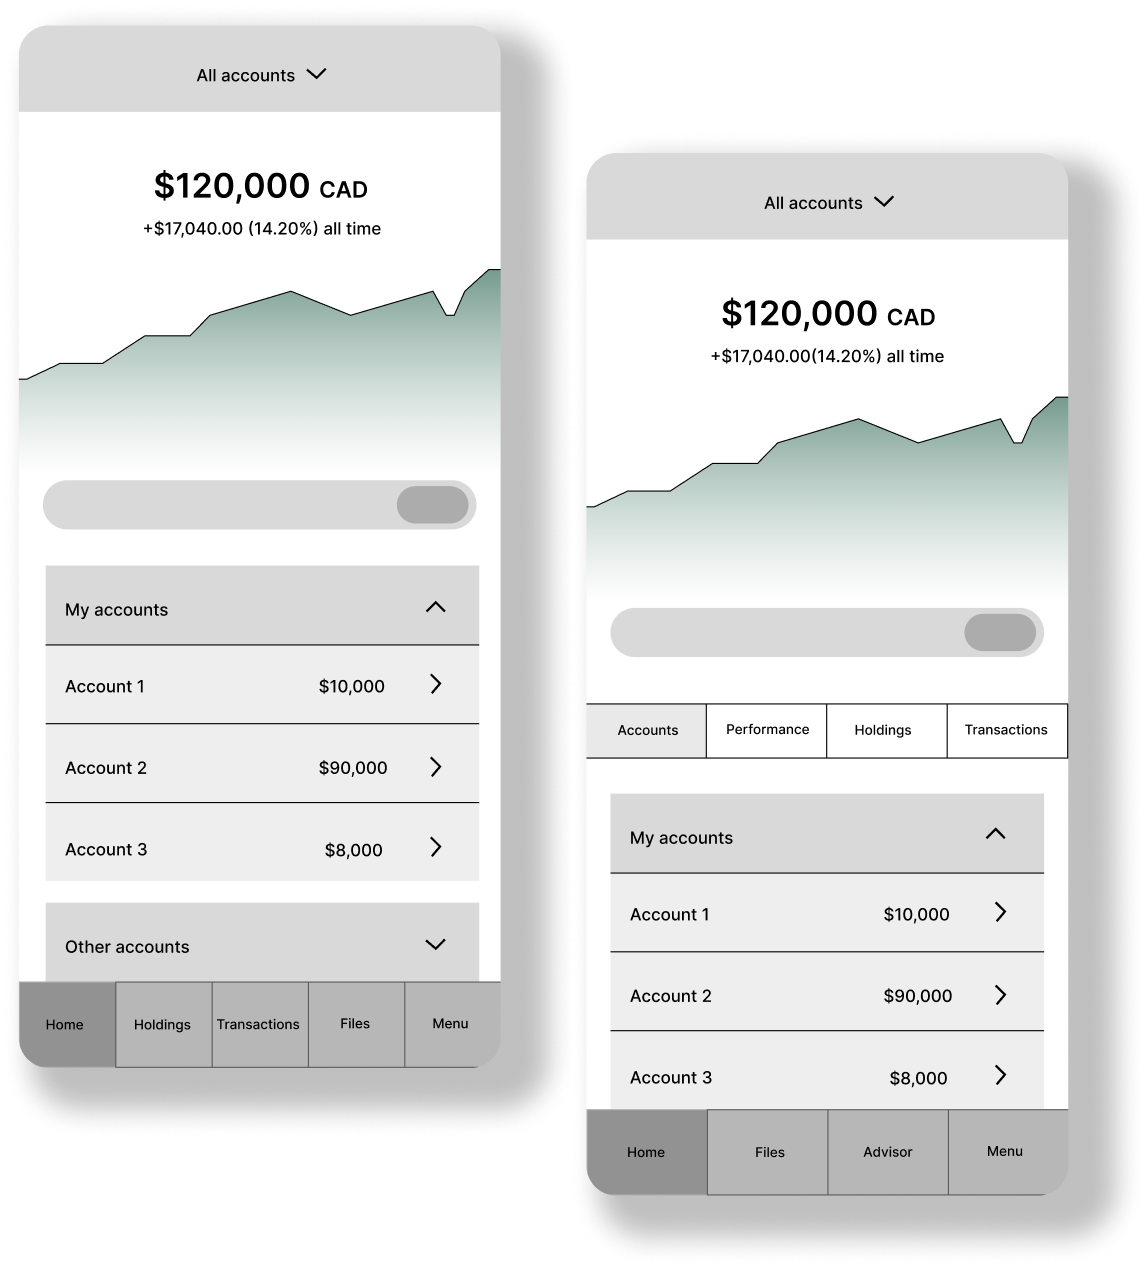 All accounts
$120,000 CAD
+$17,040.00 (14.20%) all time
My accounts
Account 1 $10,000
Account 2 $90,000
Account 3 $8,000
Other accounts
Home Holdings Transactions Files Menu
All accounts
$120,000 CAD
+$17,040.00(14.20%) all time
Accounts Performance Holdings Transactions
My accounts
Account 1 $10,000
Account 2 $90,000
Account 3 $8,000
Home Files Advisor Menu